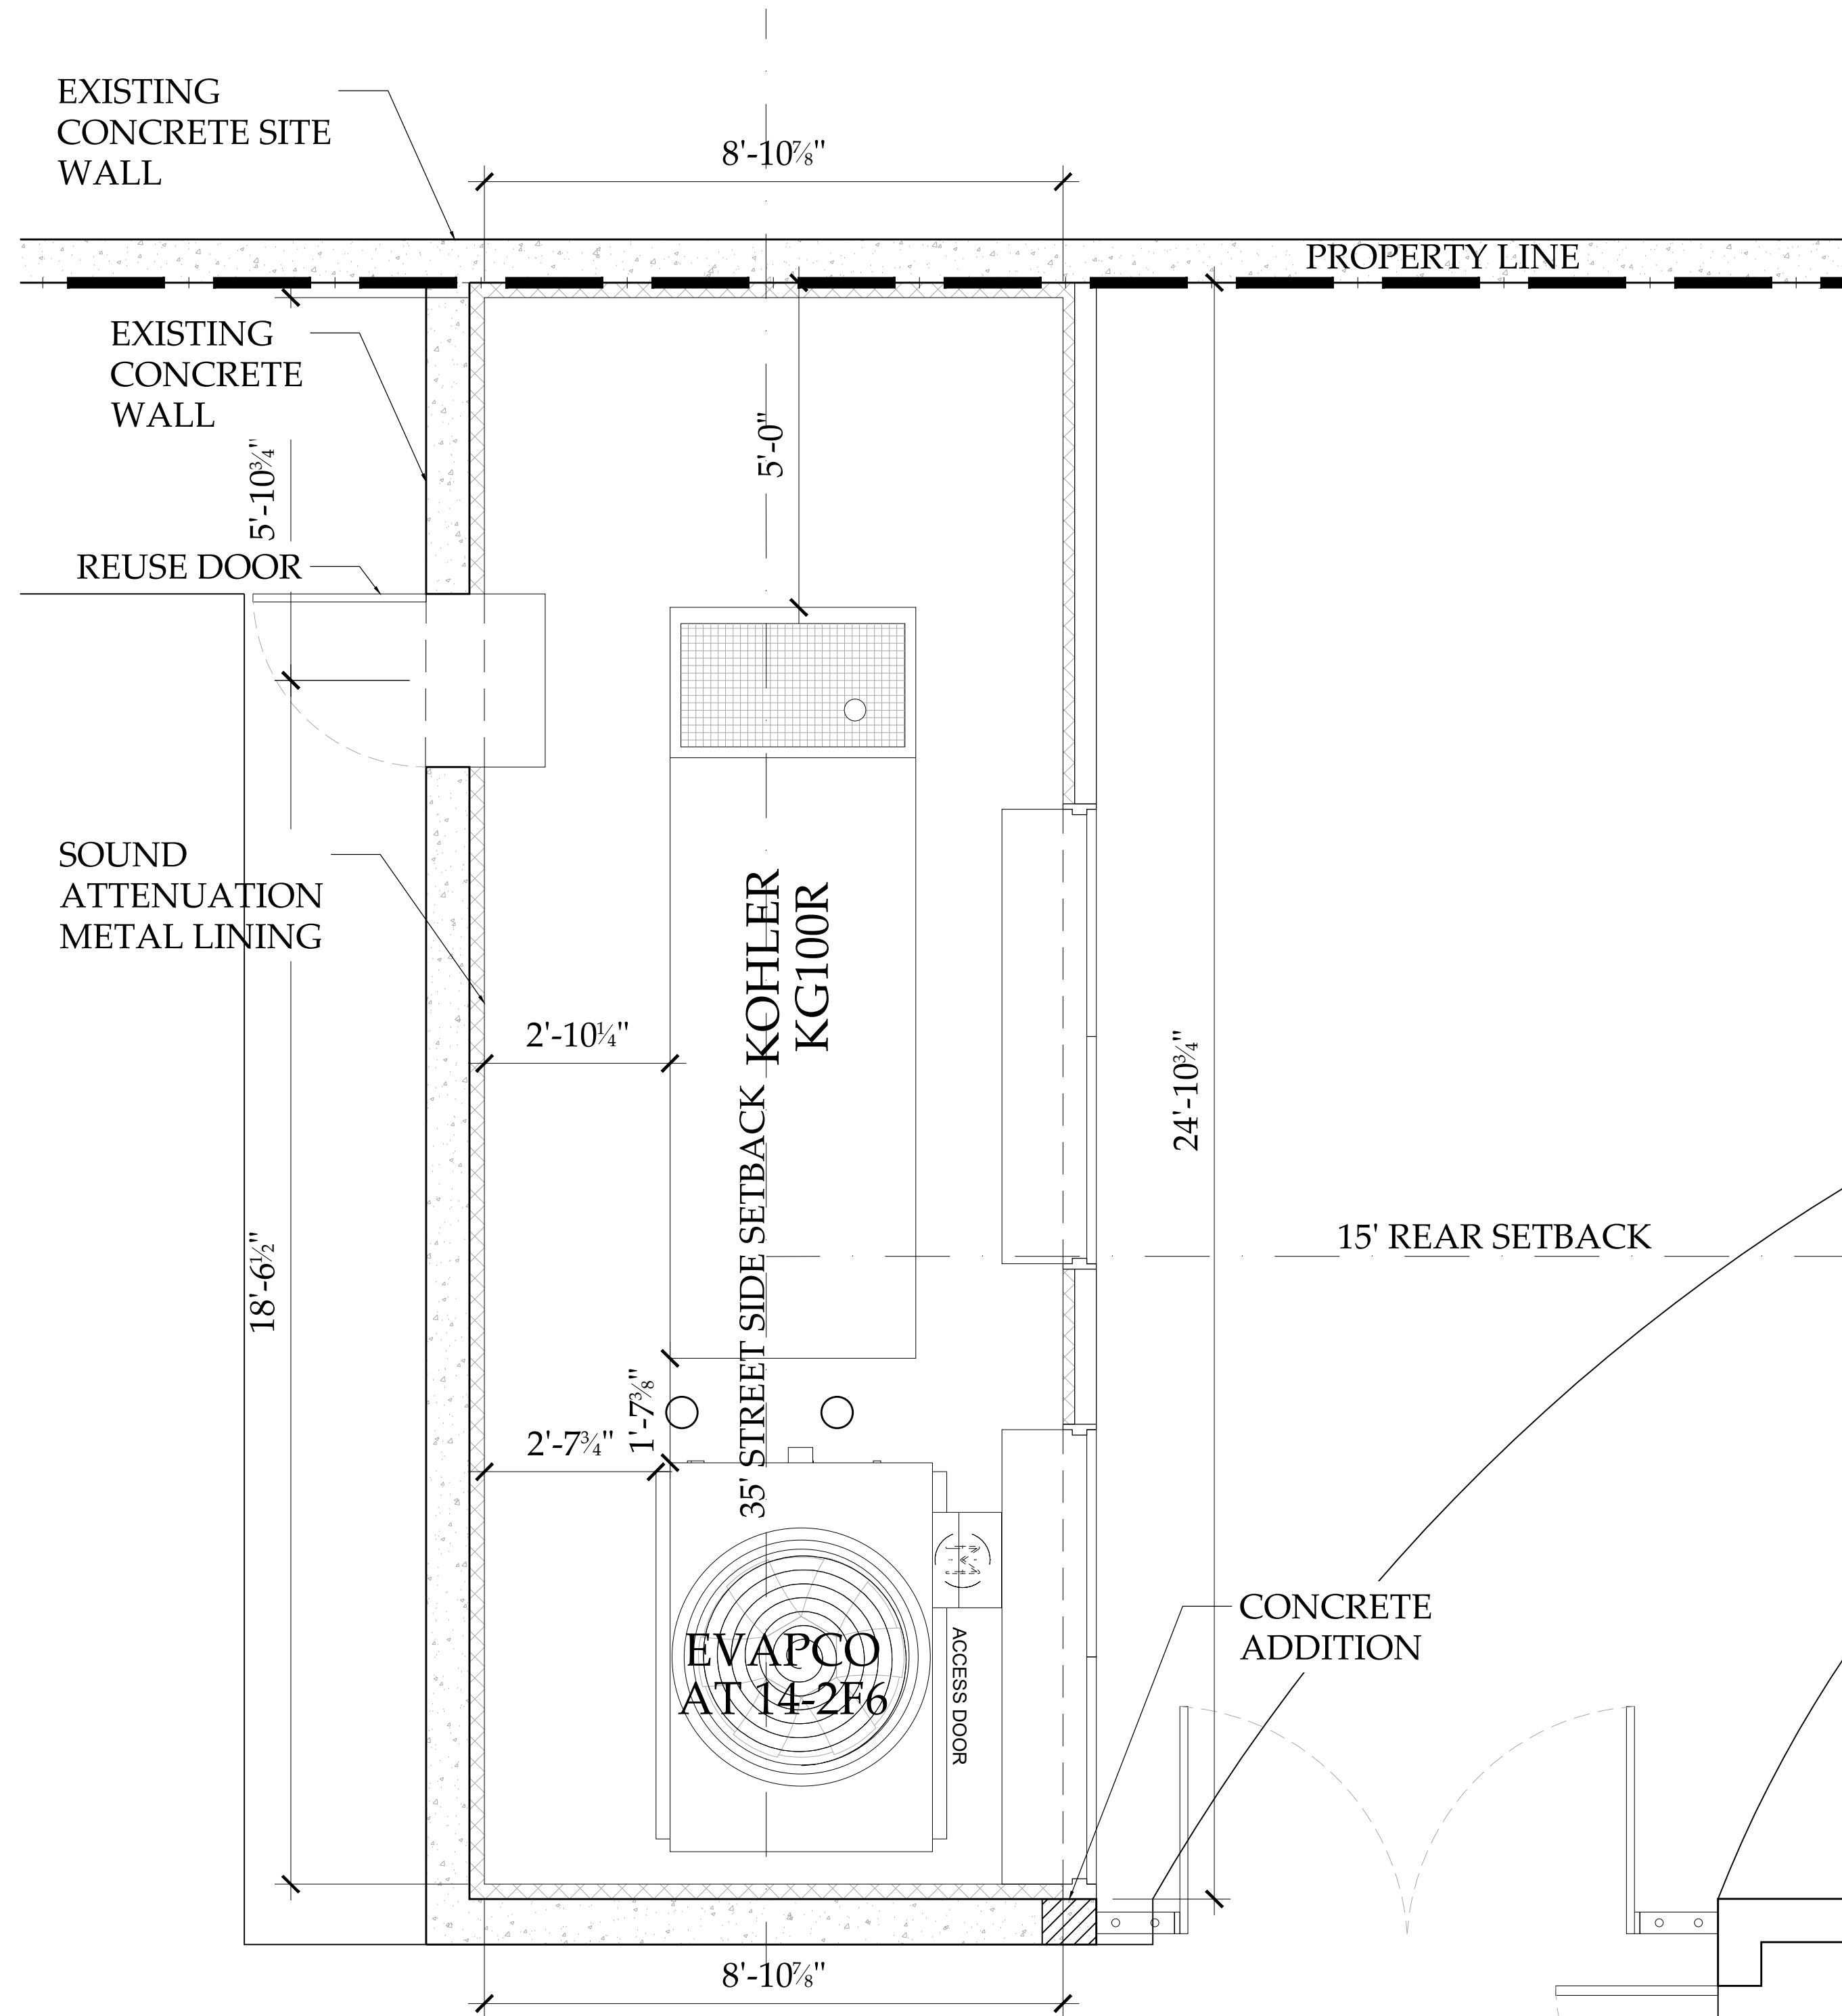 EXISTING
CONCRETE SITE
WALL
8'-10⅞"
PROPERTY LINE
EXISTING
CONCRETE
WALL
5'-10¾"
5'-0"
REUSE DOOR
SOUND
ATTENUATION
METAL LINING
KOHLER
KG100R
2'-10¼"
24'-10¾"
35' STREET SIDE SETBACK
15' REAR SETBACK
18'-6½"
1'-7⅜"
2'-7¾"
EVAPCO
AT 14-2F6
ACCESS DOOR
CONCRETE
ADDITION
8'-10⅞"